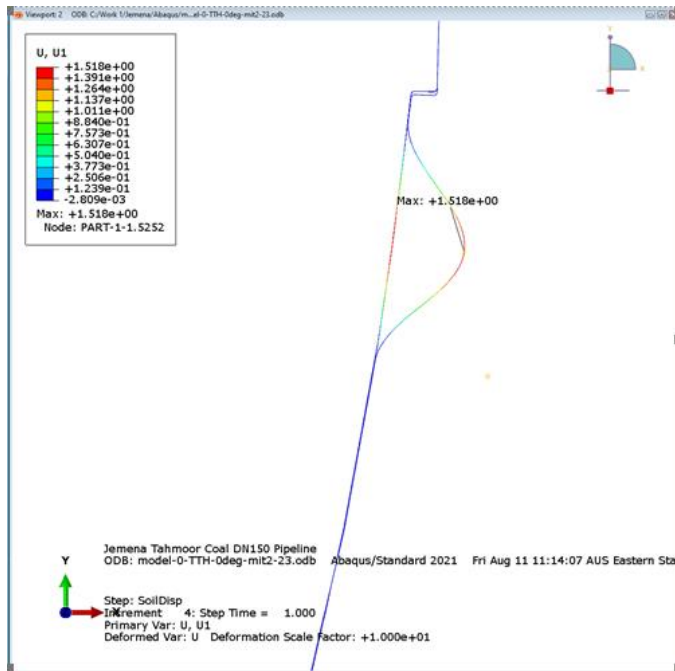 Viewport: 2 ODB: C:/Work 1/Jemena/Abaqus/m...el-0-TTH-0deg-mit2-23.odb
U, U1
+1.518e+00
+1.391e+00
+1.264e+00
+1.137e+00
+1.011e+00
+8.840e-01
+7.573e-01
+6.307e-01
+5.040e-01
+3.773e-01
+2.506e-01
+1.239e-01
-2.809e-03
Max: +1.518e+00
Node: PART-1-1.5252
Max: +1.518e+00
Y
X
Jemena Tahmoor Coal DN150 Pipeline
ODB: model-0-TTH-0deg-mit2-23.odb Abaqus/Standard 2021 Fri Aug 11 11:14:07 AUS Eastern Sta
Step: SoilDisp
Increment 4: Step Time = 1.000
Primary Var: U, U1
Deformed Var: U Deformation Scale Factor: +1.000e+01